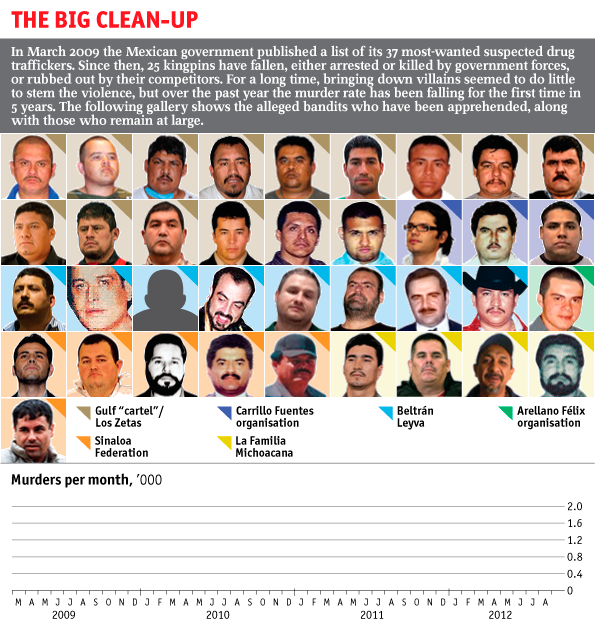 THE BIG CLEAN-UP
In March 2009 the Mexican government published a list of its 37 most-wanted suspected drug
traffickers. Since then, 25 kingpins have fallen, either arrested or killed by government forces,
or rubbed out by their competitors. For a long time, bringing down villains seemed to do little
to stem the violence, but over the past year the murder rate has been falling for the first time in
5 years. The following gallery shows the alleged bandits who have been apprehended, along
with those who remain at large.
Gulf “cartel”/
Los Zetas
Carrillo Fuentes
organisation
Beltrán
Leyva
Arellano Félix
organisation
Sinaloa
Federation
La Familia
Michoacana
Murders per month, ’000
2.0
1.6
1.2
0.8
0.4
0
M A M J J A S O N D J F M A M J J A S O N D J F M A M J J A S O N D J F M A M J J A
2009 2010 2011 2012